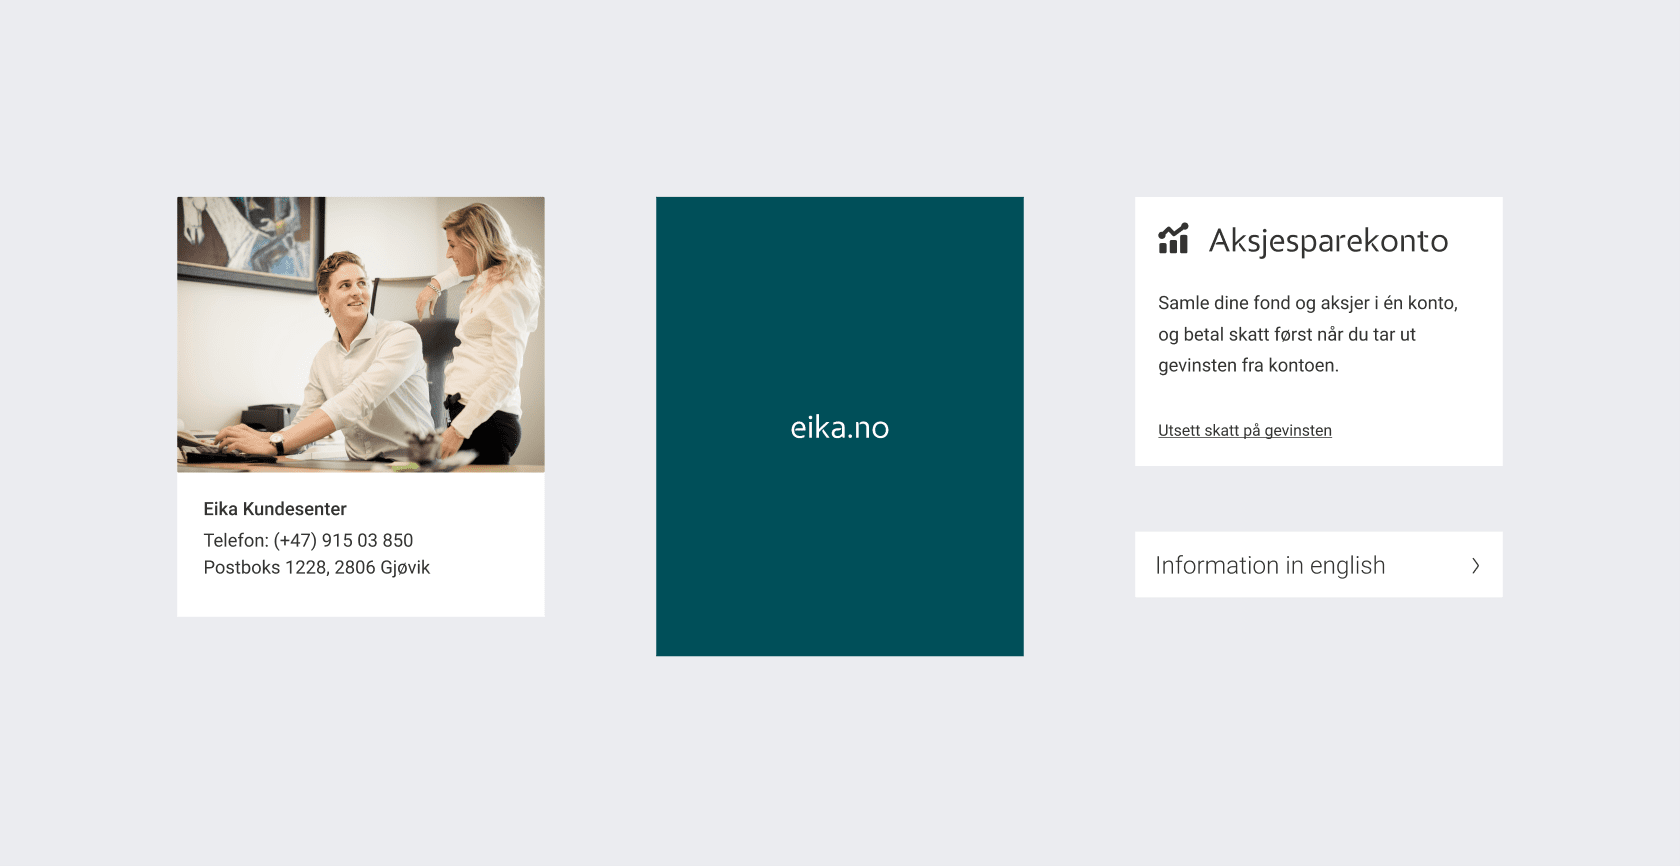 Eika Kundesenter
Telefon: (+47) 915 03 850
Postboks 1228, 2806 Gjøvik
eika.no
Aksjesparekonto
Samle dine fond og aksjer i én konto,
og betal skatt først når du tar ut
gevinsten fra kontoen.
Utsett skatt på gevinsten
Information in english